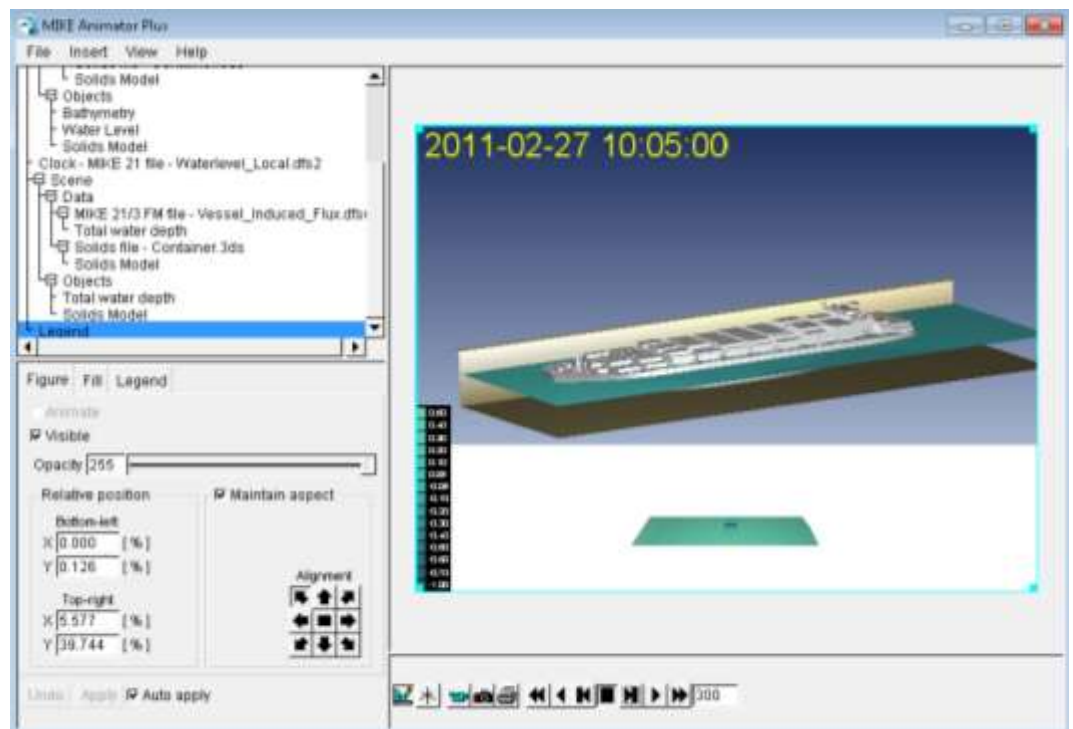 MIKE Animator Plus
File Insert View Help
Solids Model
Objects
Bathymetry
Water Level
Solids Model
Clock - MIKE 21 file - Waterlevel_Local.dfs2
Scene
Data
MIKE 21/3 FM file - Vessel_Induced_Flux.dfs
Total water depth
Solids file - Container.3ds
Solids Model
Objects
Total water depth
Solids Model
Legend
Figure Fill Legend
Animate
Visible
Opacity 255
Relative position
Maintain aspect
Bottom-left
X 0.000 [%]
Y 0.126 [%]
Alignment
Top-right
X 5.577 [%]
Y 39.744 [%]
Undo Apply Auto apply
2011-02-27 10:05:00
300